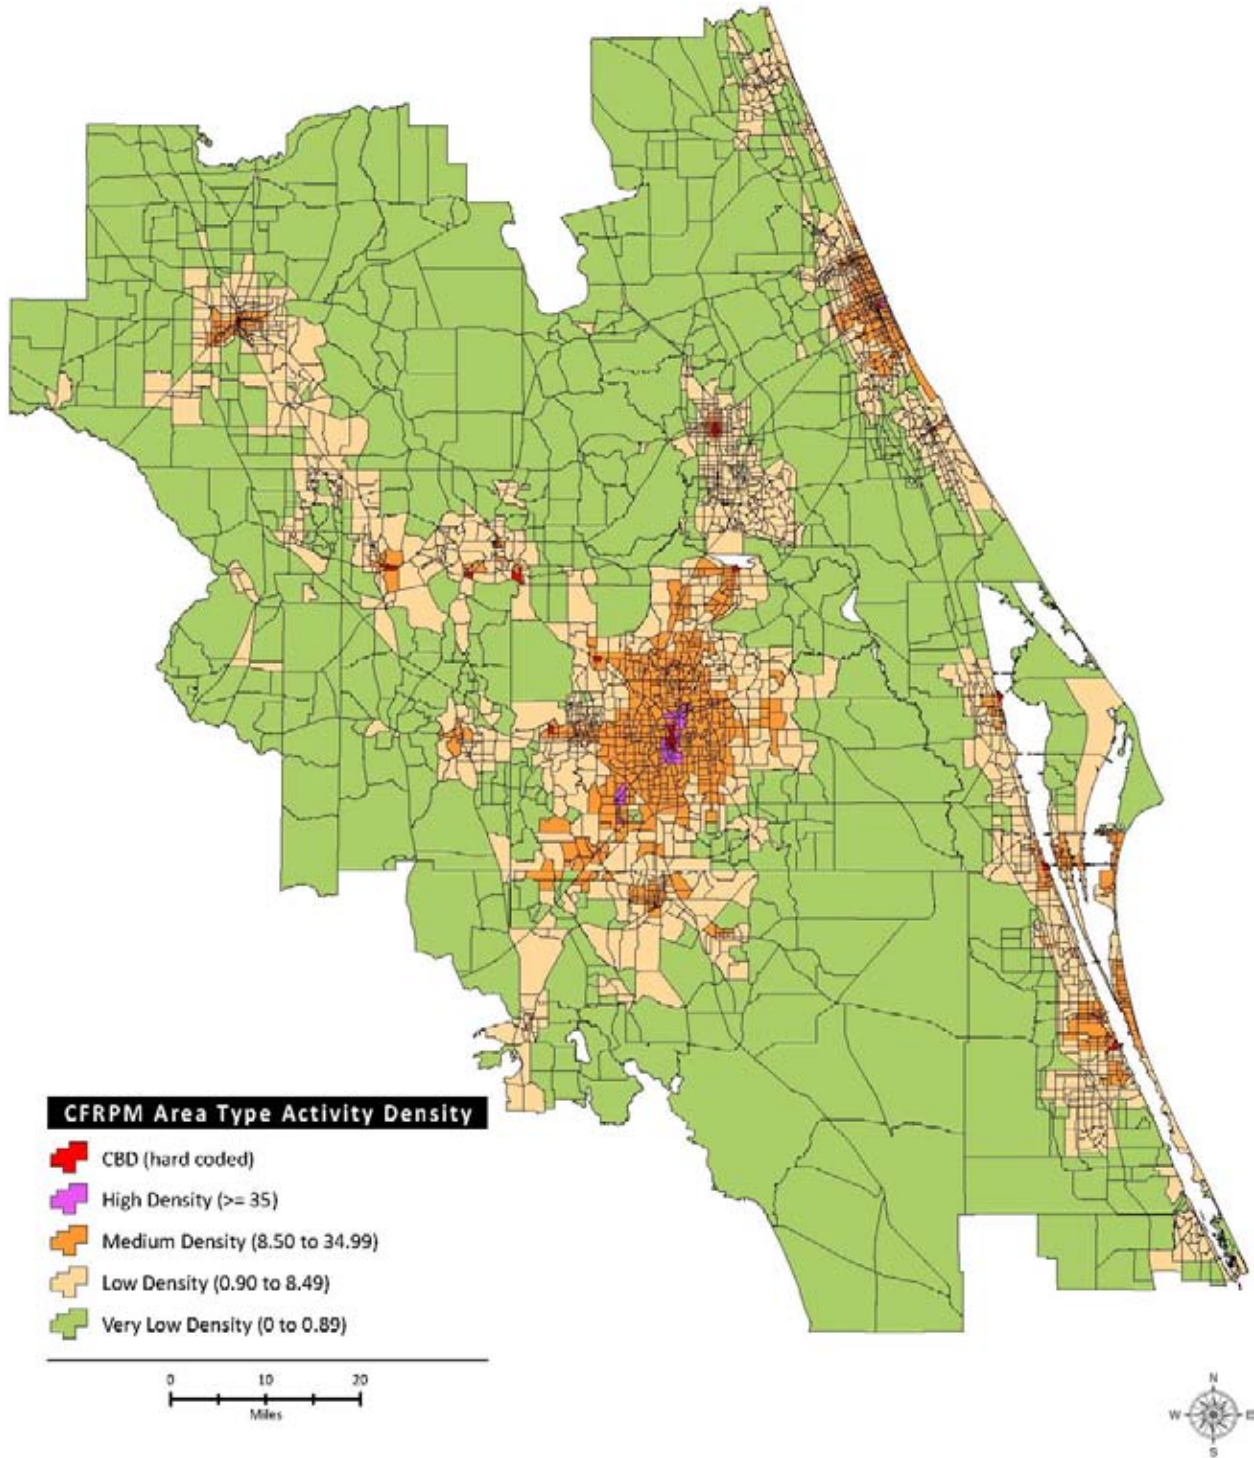 CFRPM Area Type Activity Density
CBD (hard coded)
High Density (>= 35)
Medium Density (8.50 to 34.99)
Low Density (0.90 to 8.49)
Very Low Density (0 to 0.89)
0 10 20
Miles
N
W E
S